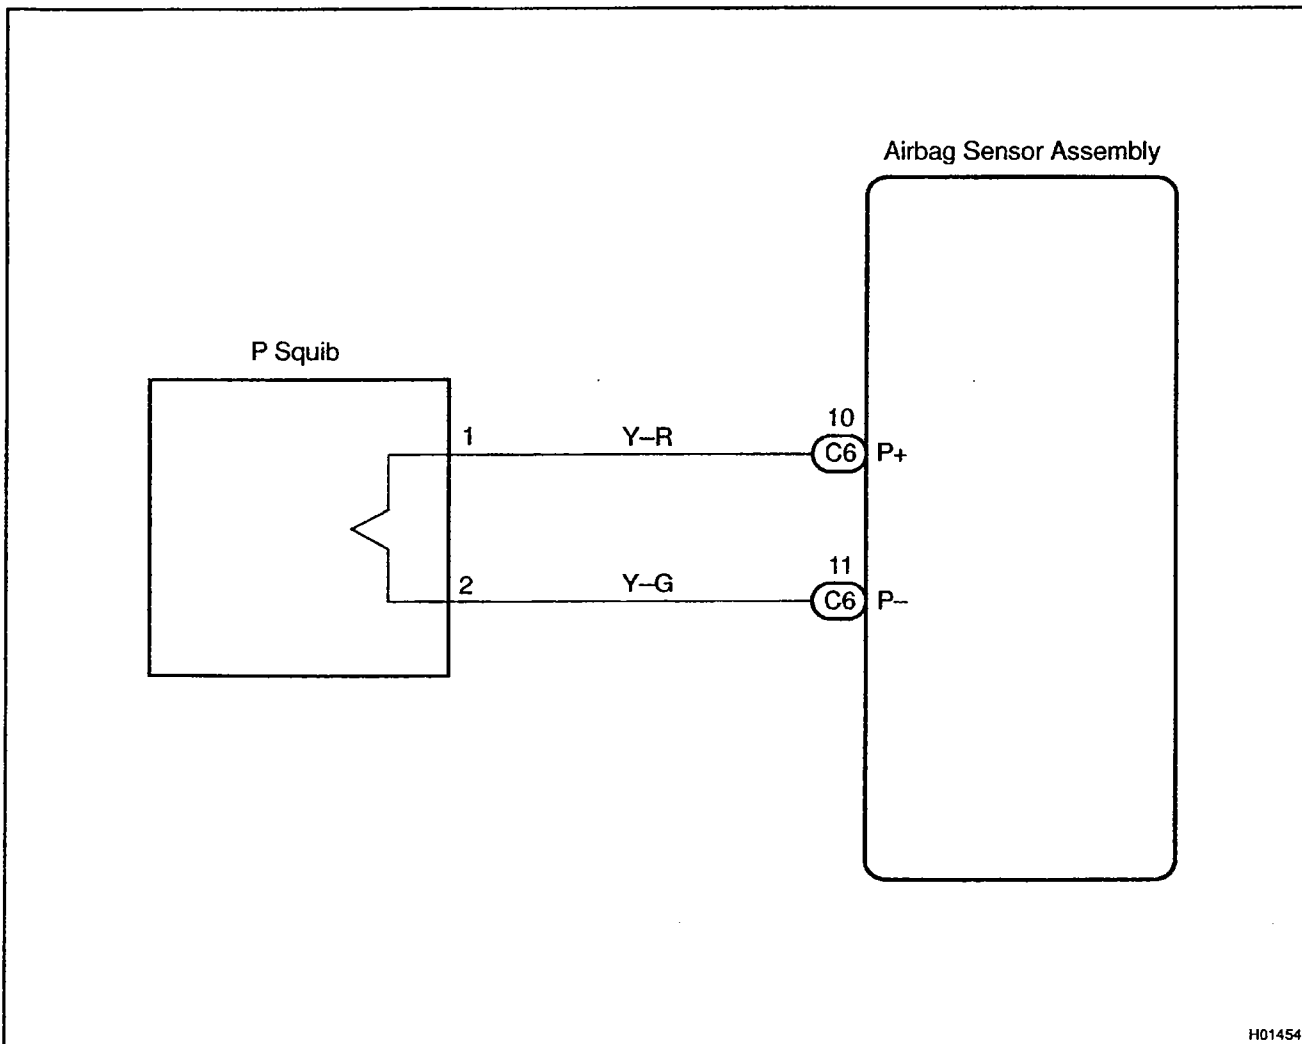 Airbag Sensor Assembly
P Squib
1 Y–R 10 C6 P+
2 Y–G 11 C6 P–
H01454